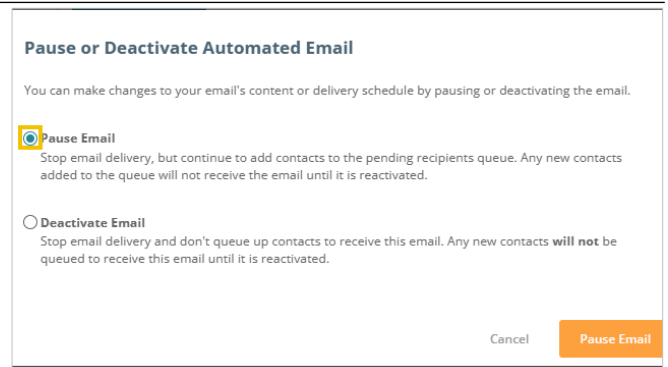 Pause or Deactivate Automated Email
You can make changes to your email's content or delivery schedule by pausing or deactivating the email.
Pause Email
Stop email delivery, but continue to add contacts to the pending recipients queue. Any new contacts
added to the queue will not receive the email until it is reactivated.
Deactivate Email
Stop email delivery and don't queue up contacts to receive this email. Any new contacts will not be
queued to receive this email until it is reactivated.
Cancel Pause Email